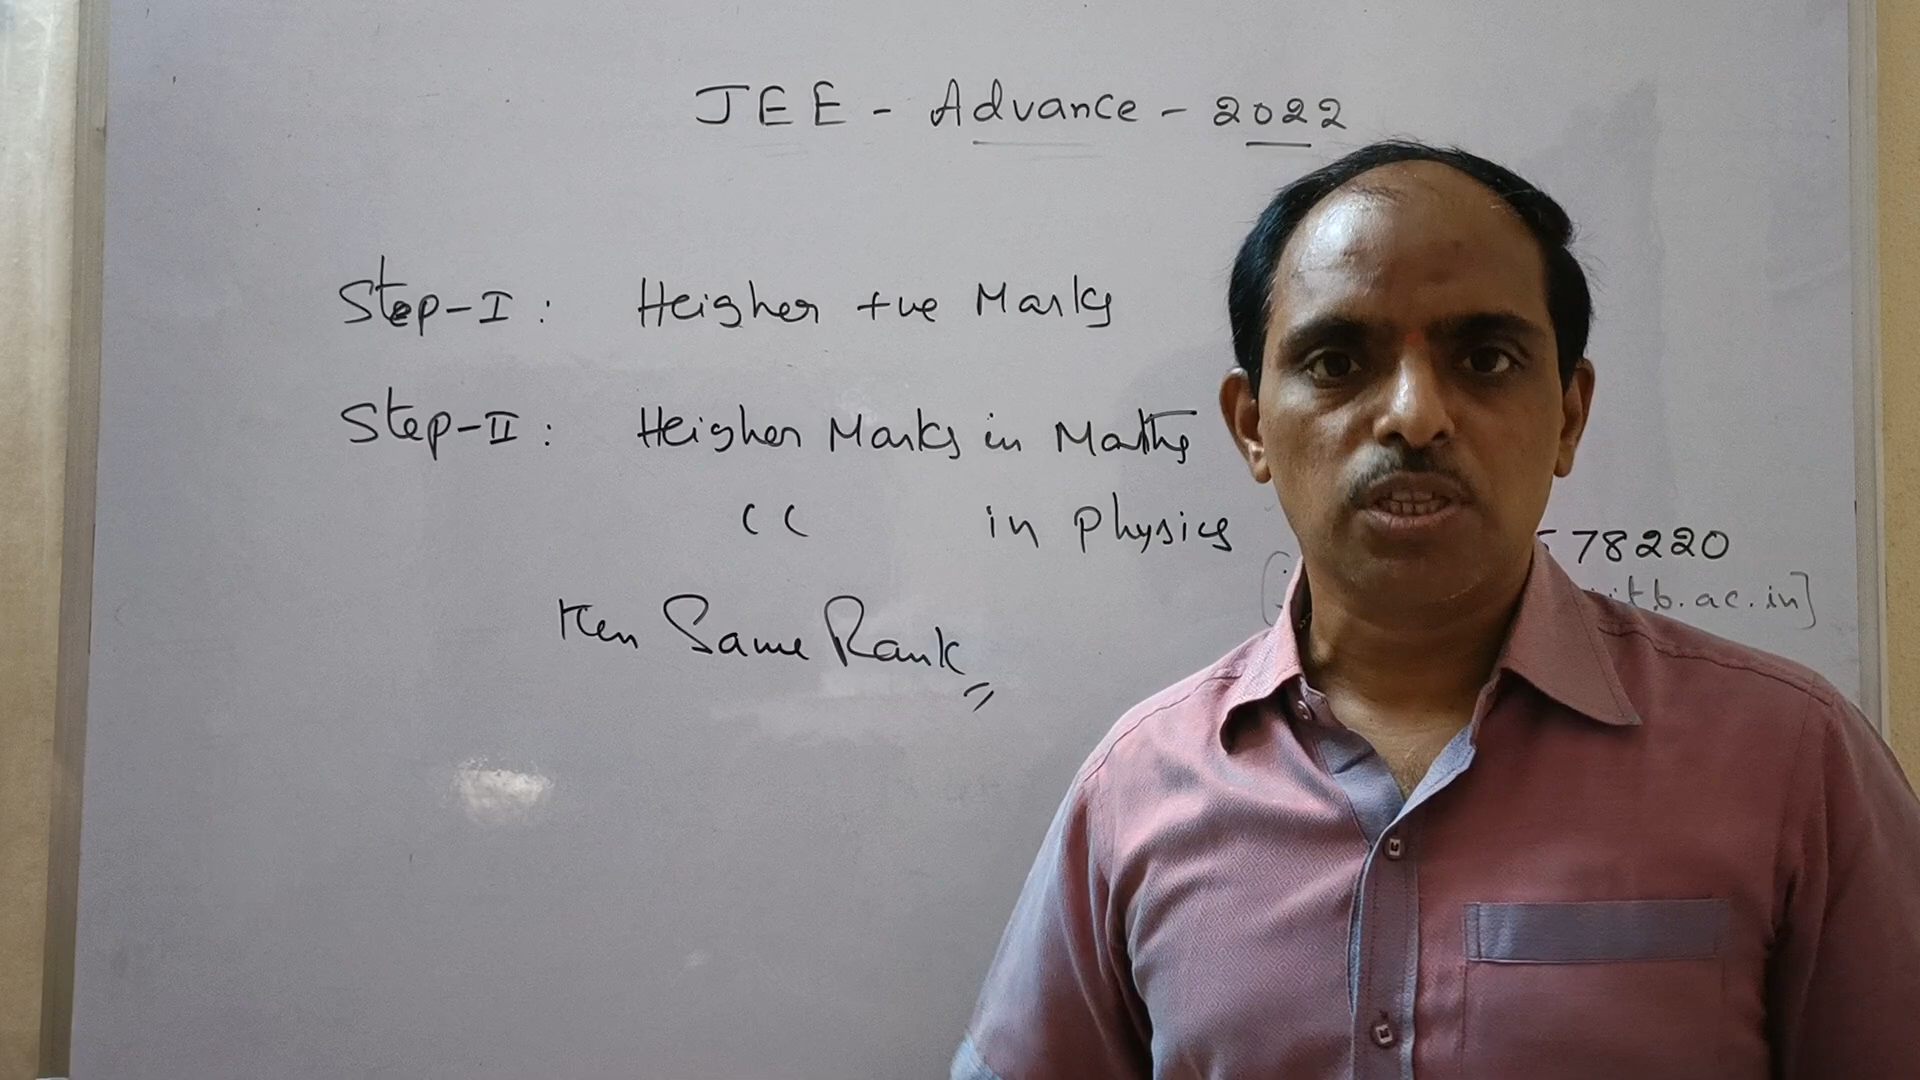 JEE - Advance - 2022
Step-I : Heigher +ve Marks
Step-II : Heigher Marks in Maths
C C in physics
78220
itb.ac.in]
then Same Rank